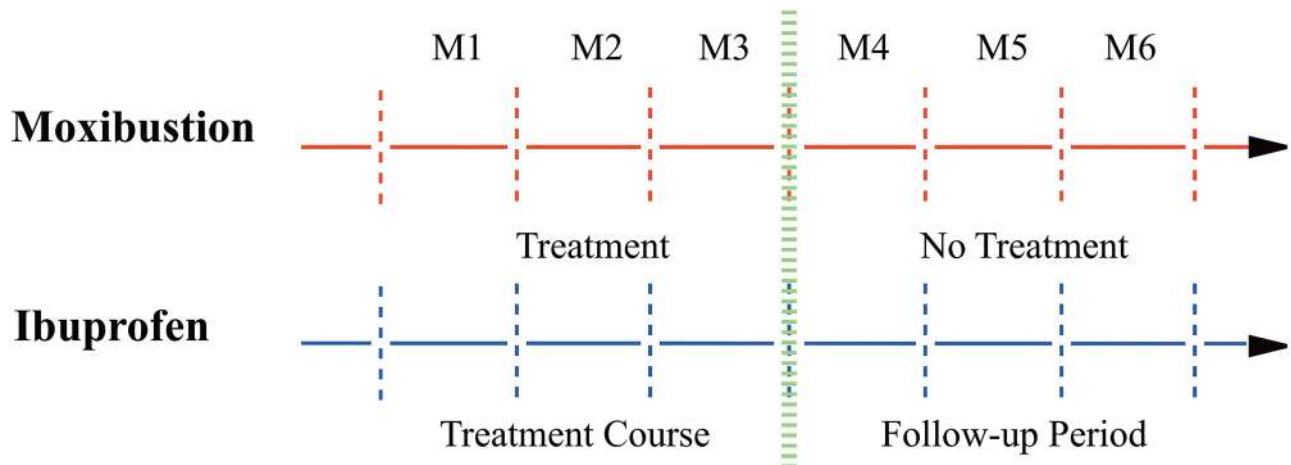 M1 M2 M3 M4 M5 M6
Moxibustion
Treatment No Treatment
Ibuprofen
Treatment Course Follow-up Period